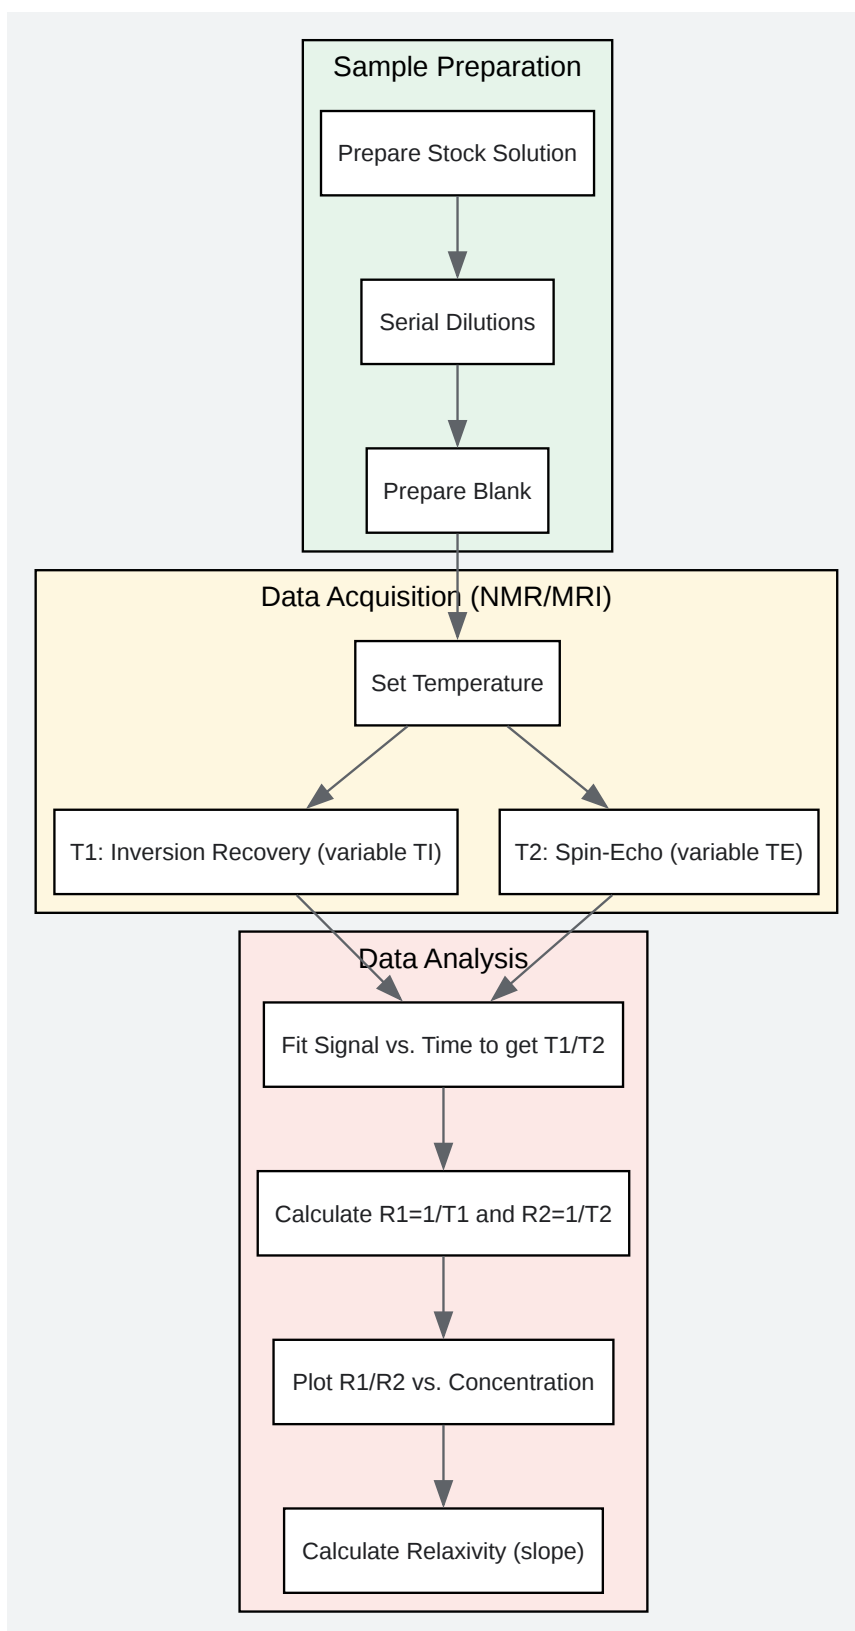 Sample Preparation
Prepare Stock Solution
Serial Dilutions
Prepare Blank
Data Acquisition (NMR/MRI)
Set Temperature
T1: Inversion Recovery (variable TI)
T2: Spin-Echo (variable TE)
Data Analysis
Fit Signal vs. Time to get T1/T2
Calculate R1=1/T1 and R2=1/T2
Plot R1/R2 vs. Concentration
Calculate Relaxivity (slope)